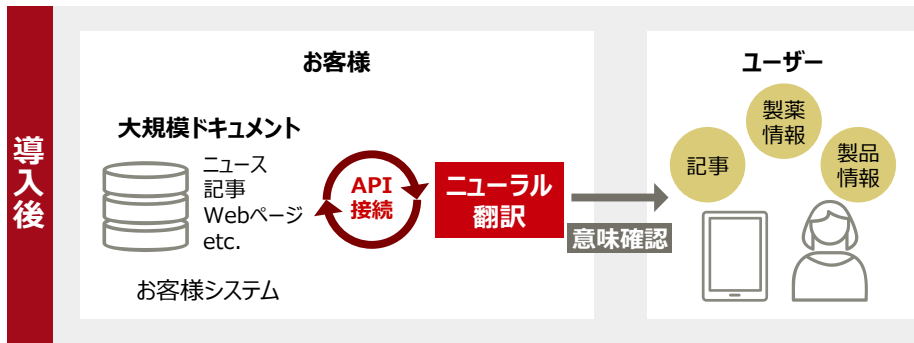 導入後
お客様
大規模ドキュメント
ニュース
記事
Webページ
etc.
お客様システム
API
接続
ニューラル
翻訳
意味確認
ユーザー
記事
製薬
情報
製品
情報